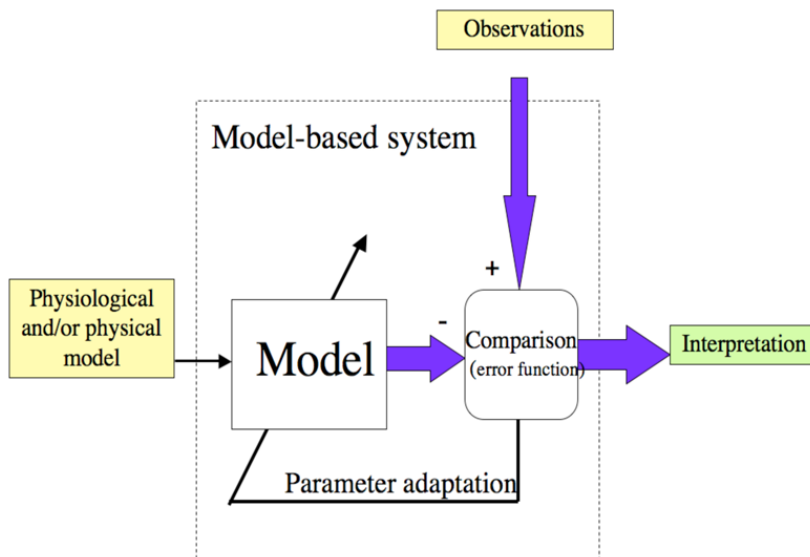 Observations
Model-based system
+
Physiological
and/or physical
model
-
Model
Comparison
(error function)
Interpretation
Parameter adaptation